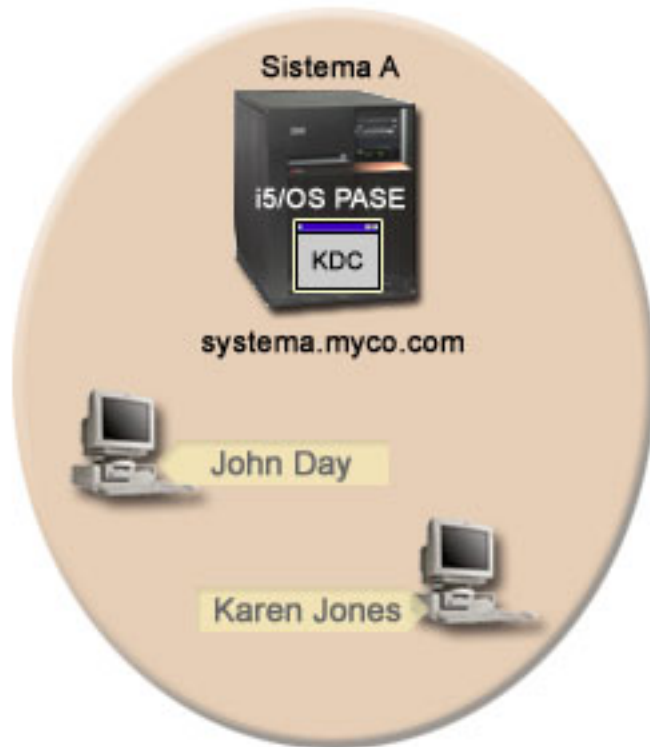 Sistema A
i5/OS PASE
KDC
systema.myco.com
John Day
Karen Jones